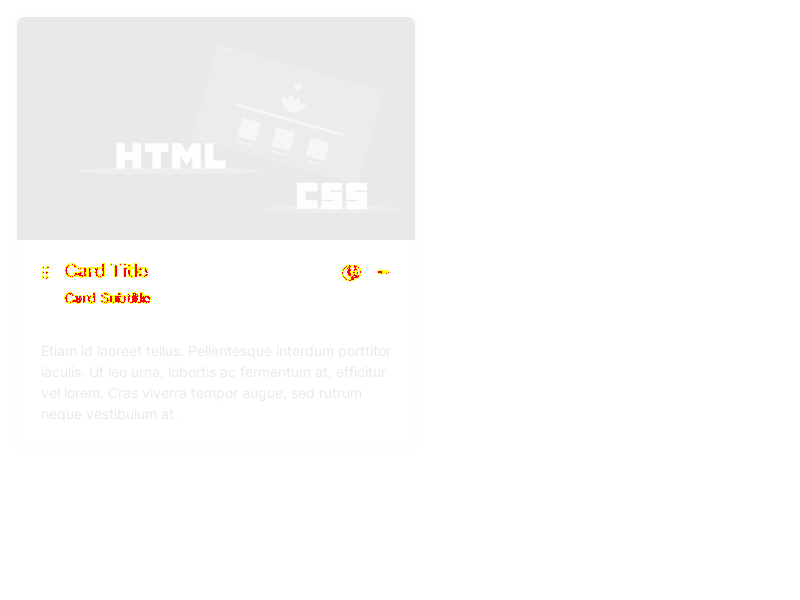 HTML
CSS
Card Title
Card Subtitle
Etiam id laoreet tellus. Pellentesque interdum porttitor
iaculis. Ut leo urna, lobortis ac fermentum at, efficitur
vel lorem. Cras viverra tempor augue, sed rutrum
neque vestibulum at.